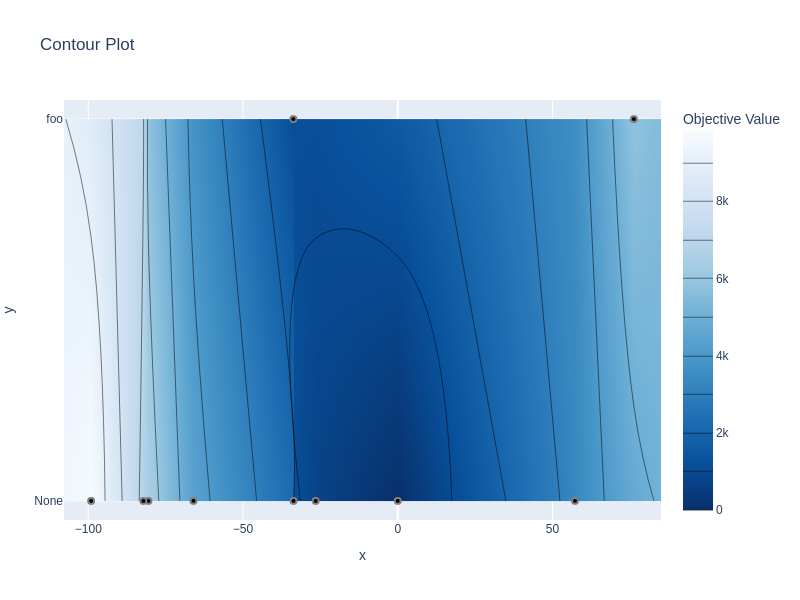 Contour Plot
foo
None
y
−100
−50
0
50
x
Objective Value
8k
6k
4k
2k
0